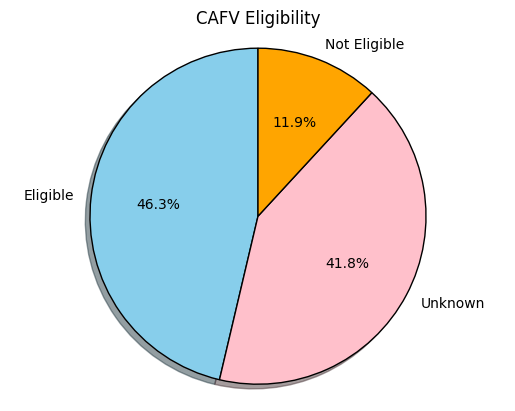 CAFV Eligibility
Not Eligible
11.9%
Eligible
46.3%
41.8%
Unknown